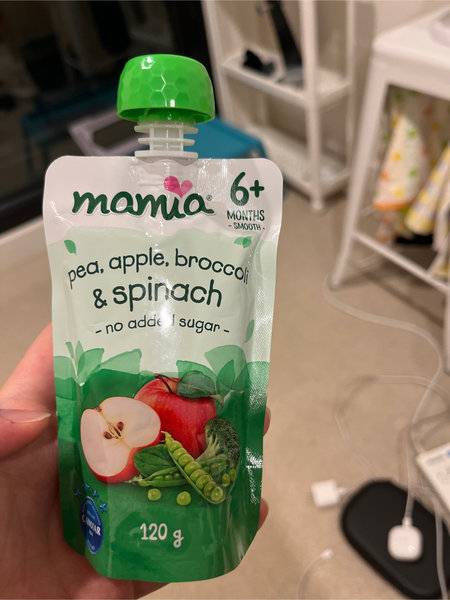 mamia
6+
MONTHS
- SMOOTH -
pea, apple, broccoli
& spinach
- no added sugar -
120 g